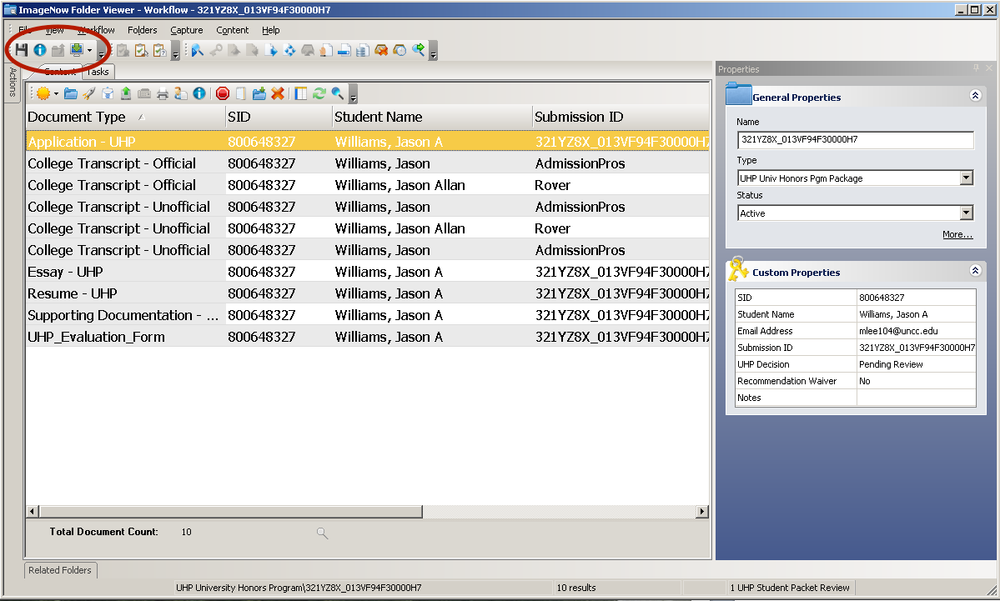 ImageNow Folder Viewer - Workflow - 321YZ8X_013VF94F30000H7
File View Workflow Folders Capture Content Help
Actions
Content Tasks
Document Type SID Student Name Submission ID
Application - UHP 800648327 Williams, Jason A 321YZ8X_013VF94F30000H7
College Transcript - Official 800648327 Williams, Jason AdmissionPros
College Transcript - Official 800648327 Williams, Jason Allan Rover
College Transcript - Unofficial 800648327 Williams, Jason AdmissionPros
College Transcript - Unofficial 800648327 Williams, Jason Allan Rover
College Transcript - Unofficial 800648327 Williams, Jason AdmissionPros
Essay - UHP 800648327 Williams, Jason A 321YZ8X_013VF94F30000H7
Resume - UHP 800648327 Williams, Jason A 321YZ8X_013VF94F30000H7
Supporting Documentation - ... 800648327 Williams, Jason A 321YZ8X_013VF94F30000H7
UHP_Evaluation_Form 800648327 Williams, Jason A 321YZ8X_013VF94F30000H7
Total Document Count: 10
Related Folders
Properties
General Properties
Name
321YZ8X_013VF94F30000H7
Type
UHP Univ Honors Pgm Package
Status
Active
More...
Custom Properties
SID 800648327
Student Name Williams, Jason A
Email Address mlee104@uncc.edu
Submission ID 321YZ8X_013VF94F30000H7
UHP Decision Pending Review
Recommendation Waiver No
Notes
UHP University Honors Program\321YZ8X_013VF94F30000H7 10 results 1 UHP Student Packet Review